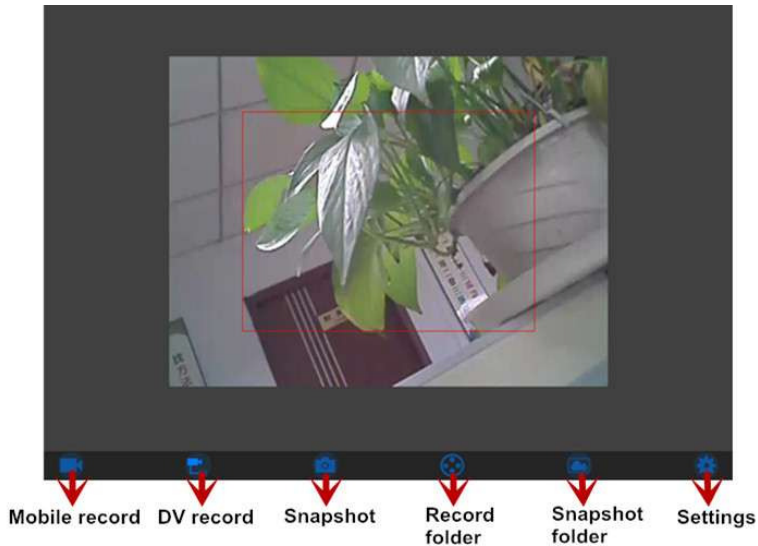 Mobile record
DV record
Snapshot
Record
folder
Snapshot
folder
Settings